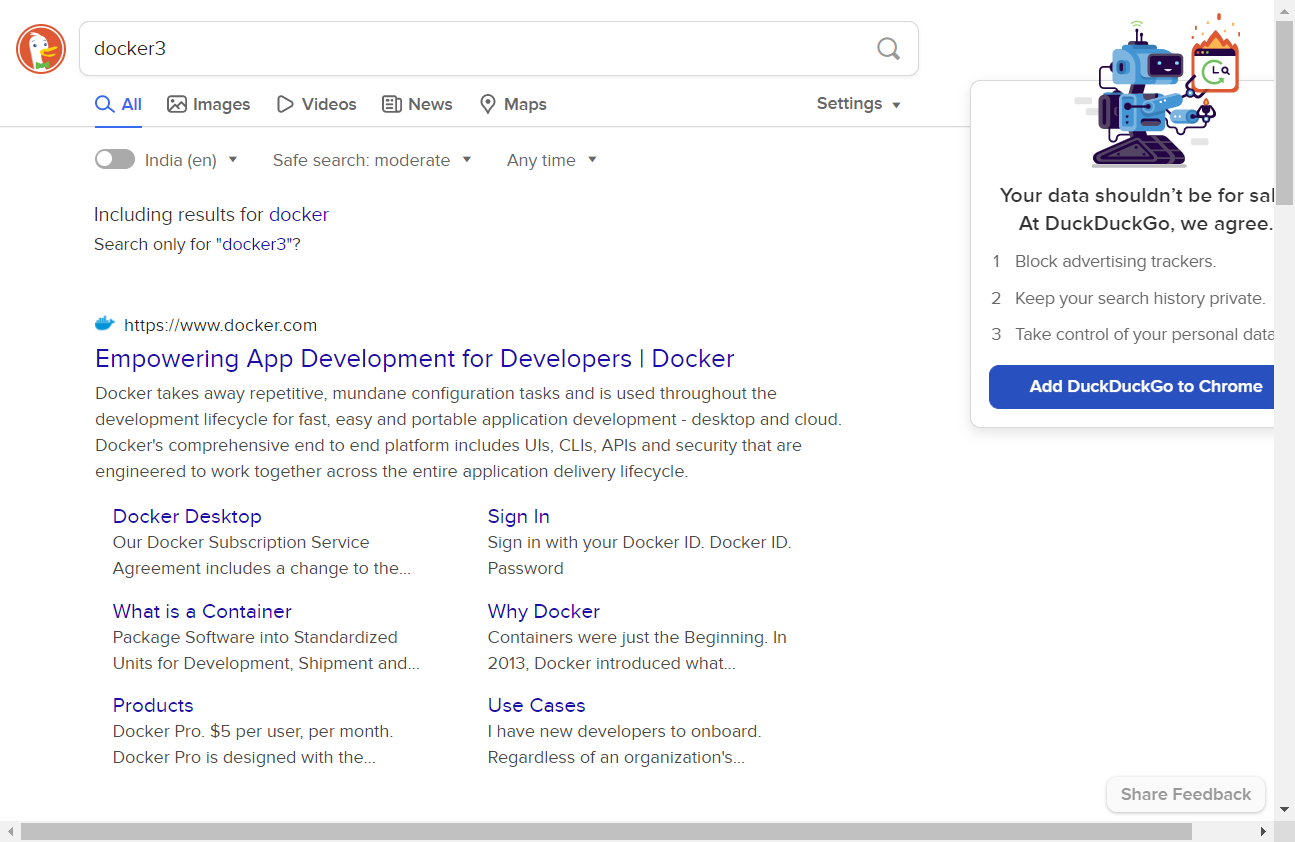 docker3
All Images Videos News Maps Settings
India (en) Safe search: moderate Any time
Including results for docker
Search only for "docker3"?
https://www.docker.com
Empowering App Development for Developers | Docker
Docker takes away repetitive, mundane configuration tasks and is used throughout the
development lifecycle for fast, easy and portable application development - desktop and cloud.
Docker's comprehensive end to end platform includes UIs, CLIs, APIs and security that are
engineered to work together across the entire application delivery lifecycle.
Docker Desktop
Our Docker Subscription Service
Agreement includes a change to the...
Sign In
Sign in with your Docker ID. Docker ID.
Password
What is a Container
Package Software into Standardized
Units for Development, Shipment and...
Why Docker
Containers were just the Beginning. In
2013, Docker introduced what...
Products
Docker Pro. $5 per user, per month.
Docker Pro is designed with the...
Use Cases
I have new developers to onboard.
Regardless of an organization's...
Your data shouldn’t be for sal
At DuckDuckGo, we agree.
1 Block advertising trackers.
2 Keep your search history private.
3 Take control of your personal data
Add DuckDuckGo to Chrome
Share Feedback